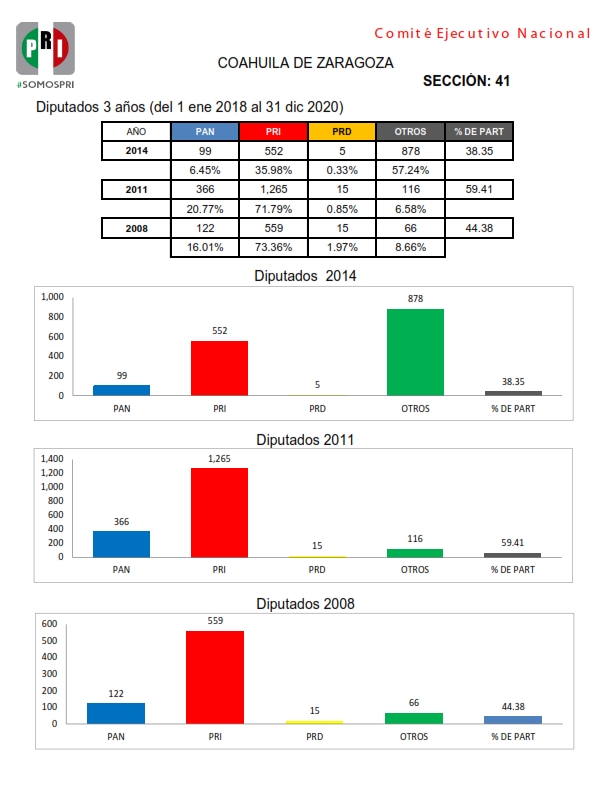 Comité Ejecutivo Nacional
PRI
#SOMOSPRI
COAHUILA DE ZARAGOZA
SECCIÓN: 41
Diputados 3 años (del 1 ene 2018 al 31 dic 2020)
AÑO PAN PRI PRD OTROS % DE PART
2014 99 552 5 878 38.35
6.45% 35.98% 0.33% 57.24%
2011 366 1,265 15 116 59.41
20.77% 71.79% 0.85% 6.58%
2008 122 559 15 66 44.38
16.01% 73.36% 1.97% 8.66%
Diputados 2014
1,000
800
600
400
200
0
99 552 5 878 38.35
PAN PRI PRD OTROS % DE PART
Diputados 2011
1,400
1,200
1,000
800
600
400
200
0
366 1,265 15 116 59.41
PAN PRI PRD OTROS % DE PART
Diputados 2008
600
500
400
300
200
100
0
122 559 15 66 44.38
PAN PRI PRD OTROS % DE PART